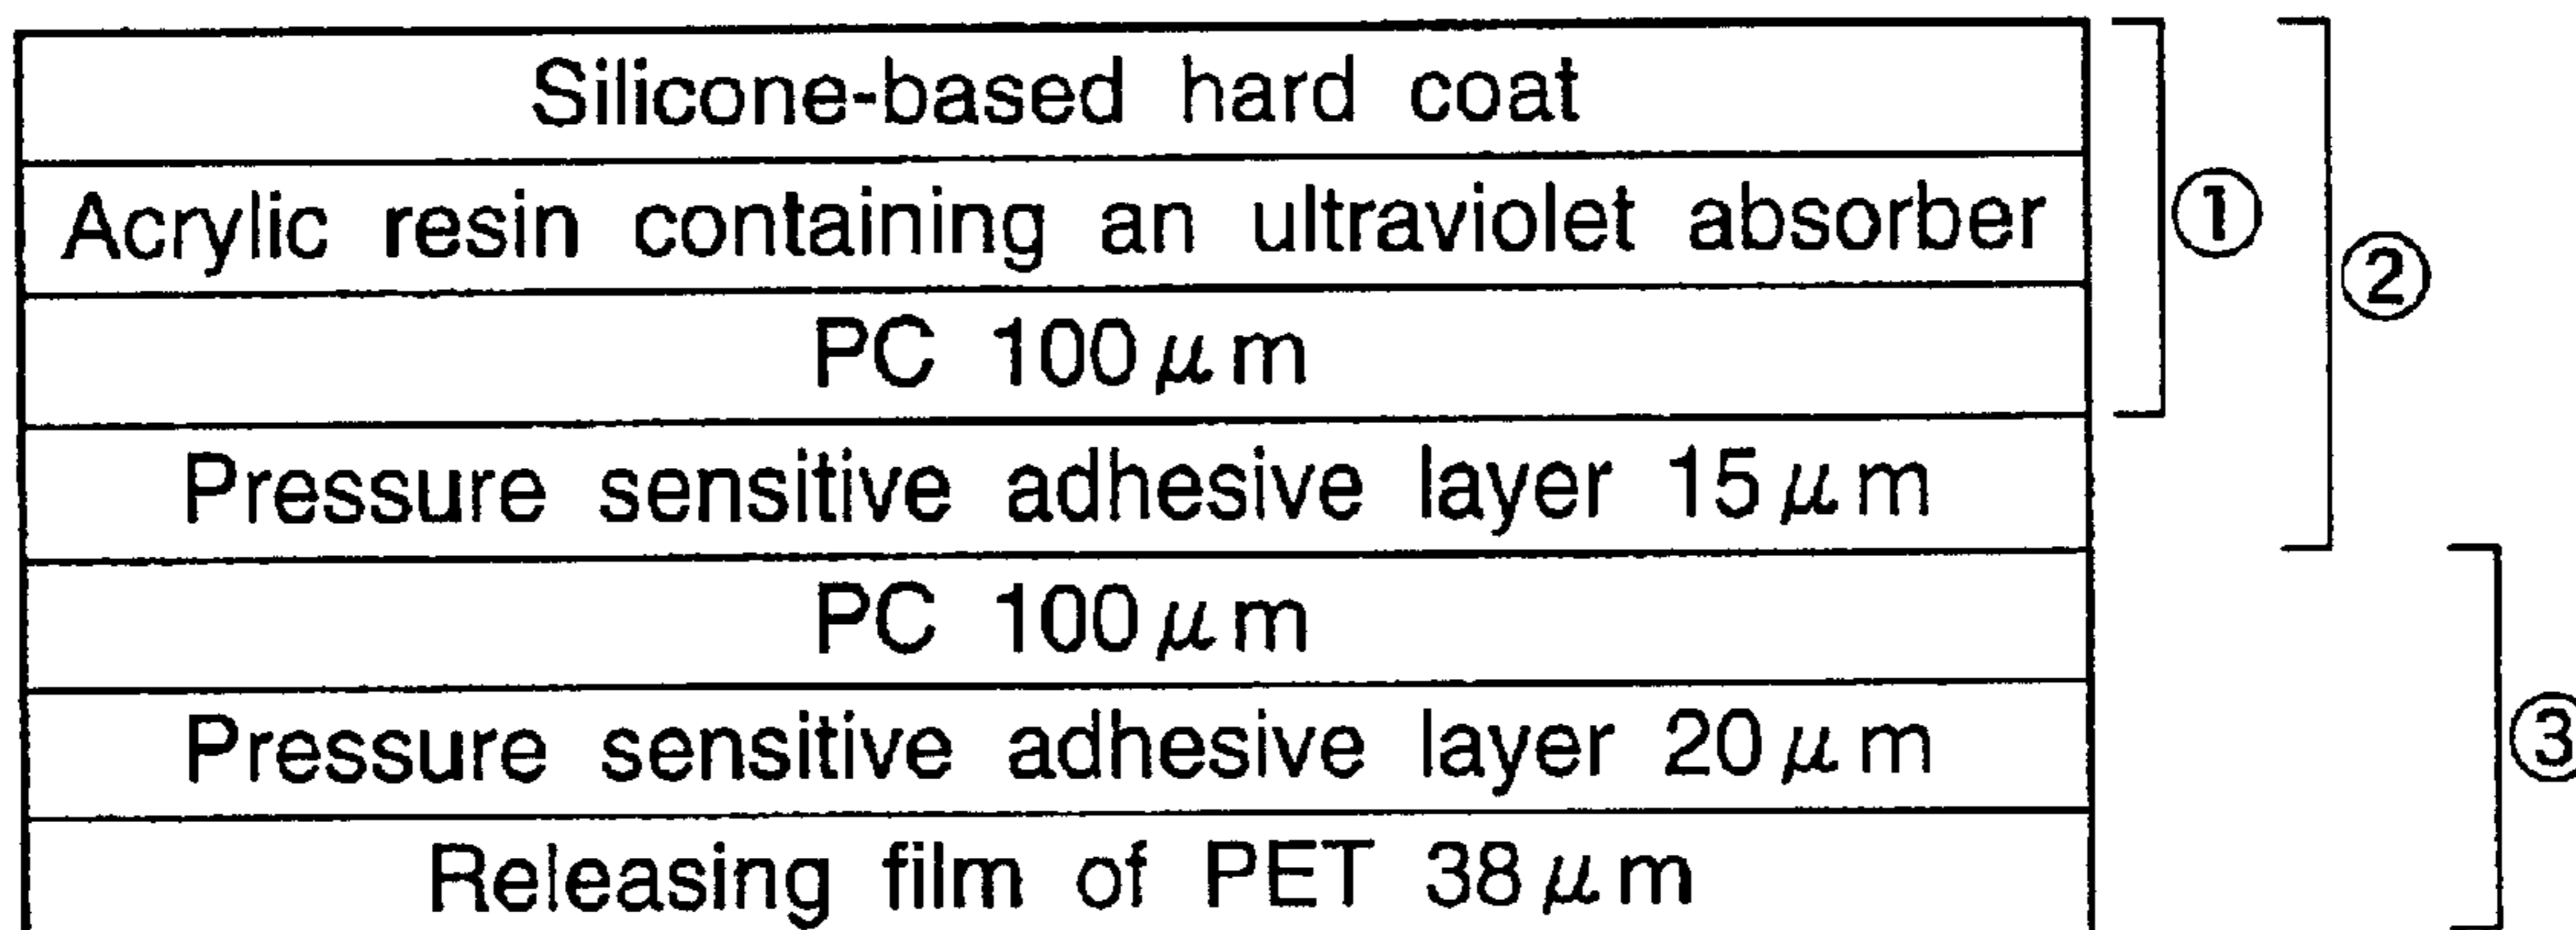 Silicone-based hard coat
Acrylic resin containing an ultraviolet absorber
①
②
PC 100μm
Pressure sensitive adhesive layer 15μm
PC 100μm
Pressure sensitive adhesive layer 20μm
③
Releasing film of PET 38μm